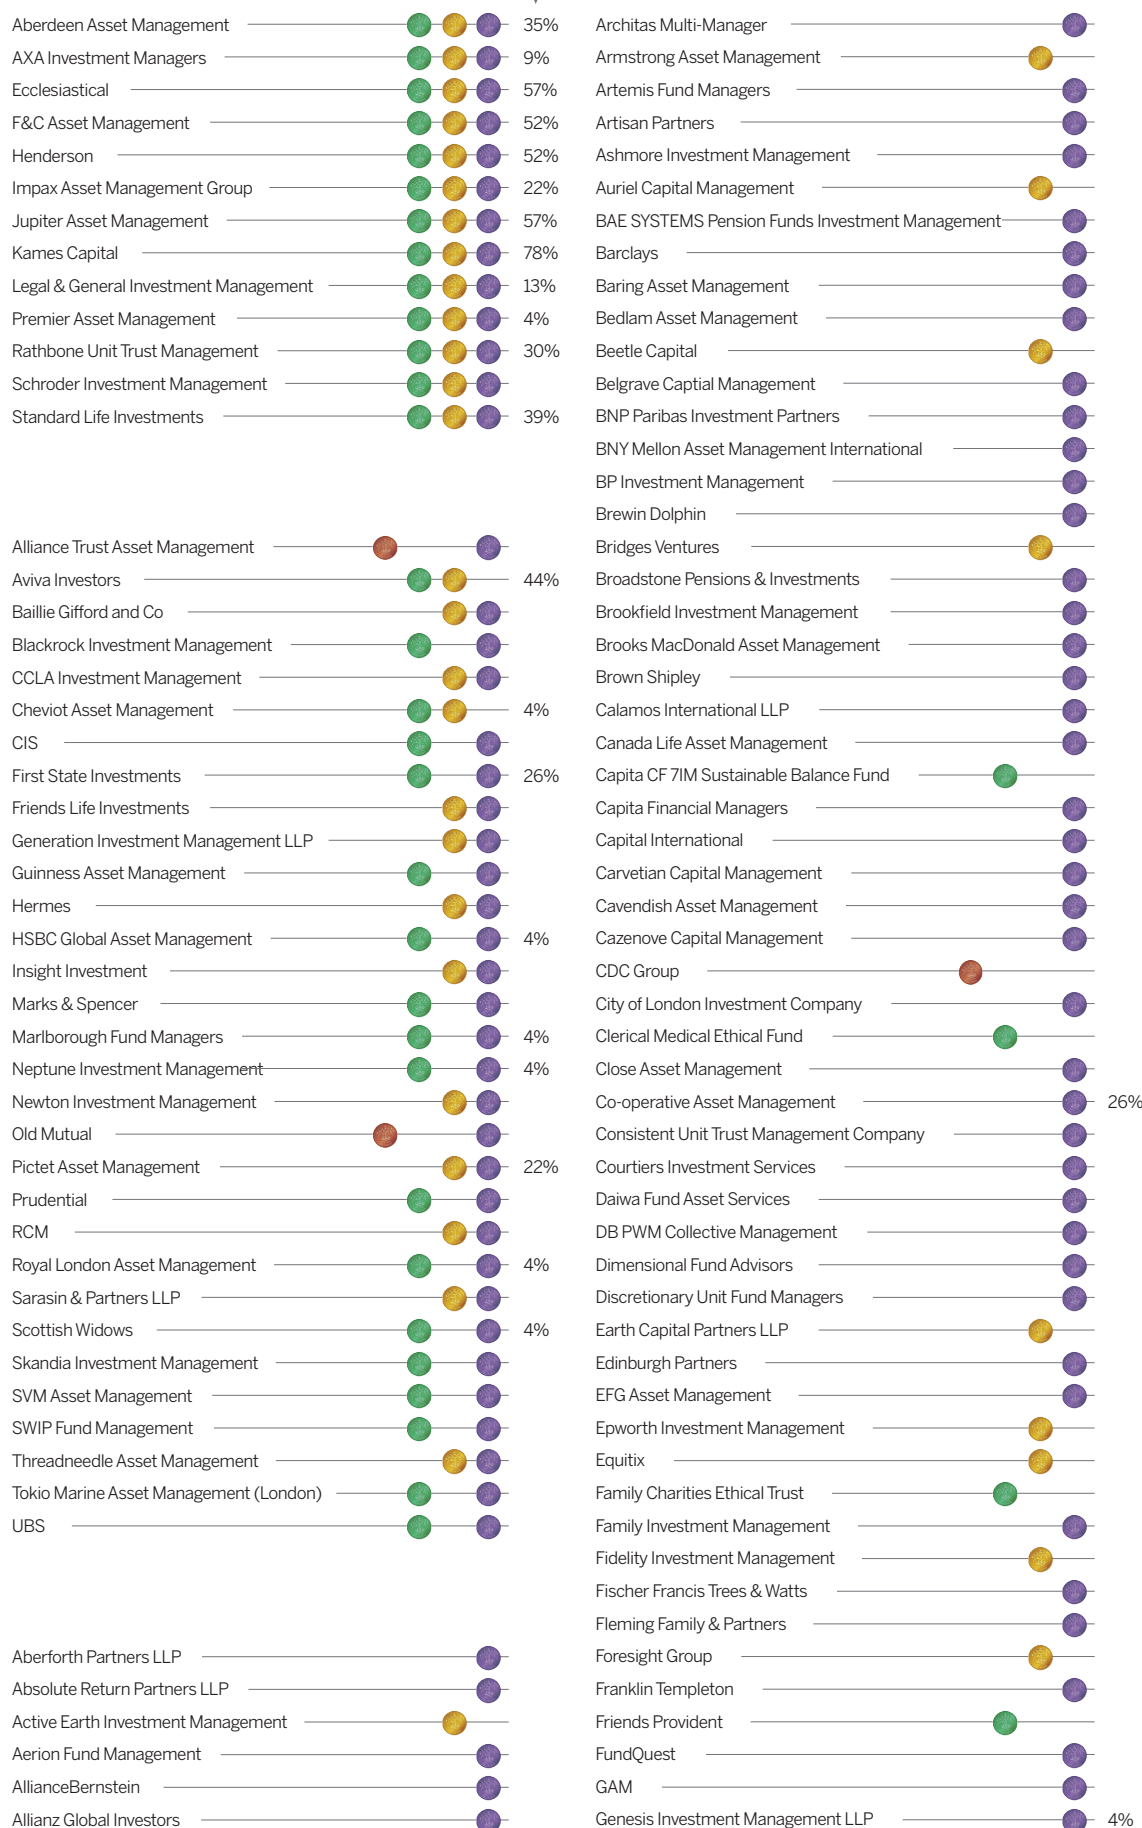 Aberdeen Asset Management 35%
AXA Investment Managers 9%
Ecclesiastical 57%
F&C Asset Management 52%
Henderson 52%
Impax Asset Management Group 22%
Jupiter Asset Management 57%
Kames Capital 78%
Legal & General Investment Management 13%
Premier Asset Management 4%
Rathbone Unit Trust Management 30%
Schroder Investment Management
Standard Life Investments 39%
Alliance Trust Asset Management
Aviva Investors 44%
Baillie Gifford and Co
Blackrock Investment Management
CCLA Investment Management
Cheviot Asset Management 4%
CIS
First State Investments 26%
Friends Life Investments
Generation Investment Management LLP
Guinness Asset Management
Hermes
HSBC Global Asset Management 4%
Insight Investment
Marks & Spencer
Marlborough Fund Managers 4%
Neptune Investment Management 4%
Newton Investment Management
Old Mutual
Pictet Asset Management 22%
Prudential
RCM
Royal London Asset Management 4%
Sarasin & Partners LLP
Scottish Widows 4%
Skandia Investment Management
SVM Asset Management
SWIP Fund Management
Threadneedle Asset Management
Tokio Marine Asset Management (London)
UBS
Aberforth Partners LLP
Absolute Return Partners LLP
Active Earth Investment Management
Aerion Fund Management
AllianceBernstein
Allianz Global Investors
Architas Multi-Manager
Armstrong Asset Management
Artemis Fund Managers
Artisan Partners
Ashmore Investment Management
Auriel Capital Management
BAE SYSTEMS Pension Funds Investment Management
Barclays
Baring Asset Management
Bedlam Asset Management
Beetle Capital
Belgrave Captial Management
BNP Paribas Investment Partners
BNY Mellon Asset Management International
BP Investment Management
Brewin Dolphin
Bridges Ventures
Broadstone Pensions & Investments
Brookfield Investment Management
Brooks MacDonald Asset Management
Brown Shipley
Calamos International LLP
Canada Life Asset Management
Capita CF 7IM Sustainable Balance Fund
Capita Financial Managers
Capital International
Carvetian Capital Management
Cavendish Asset Management
Cazenove Capital Management
CDC Group
City of London Investment Company
Clerical Medical Ethical Fund
Close Asset Management
Co-operative Asset Management 26%
Consistent Unit Trust Management Company
Courtiers Investment Services
Daiwa Fund Asset Services
DB PWM Collective Management
Dimensional Fund Advisors
Discretionary Unit Fund Managers
Earth Capital Partners LLP
Edinburgh Partners
EFG Asset Management
Epworth Investment Management
Equitix
Family Charities Ethical Trust
Family Investment Management
Fidelity Investment Management
Fischer Francis Trees & Watts
Fleming Family & Partners
Foresight Group
Franklin Templeton
Friends Provident
FundQuest
GAM
Genesis Investment Management LLP 4%